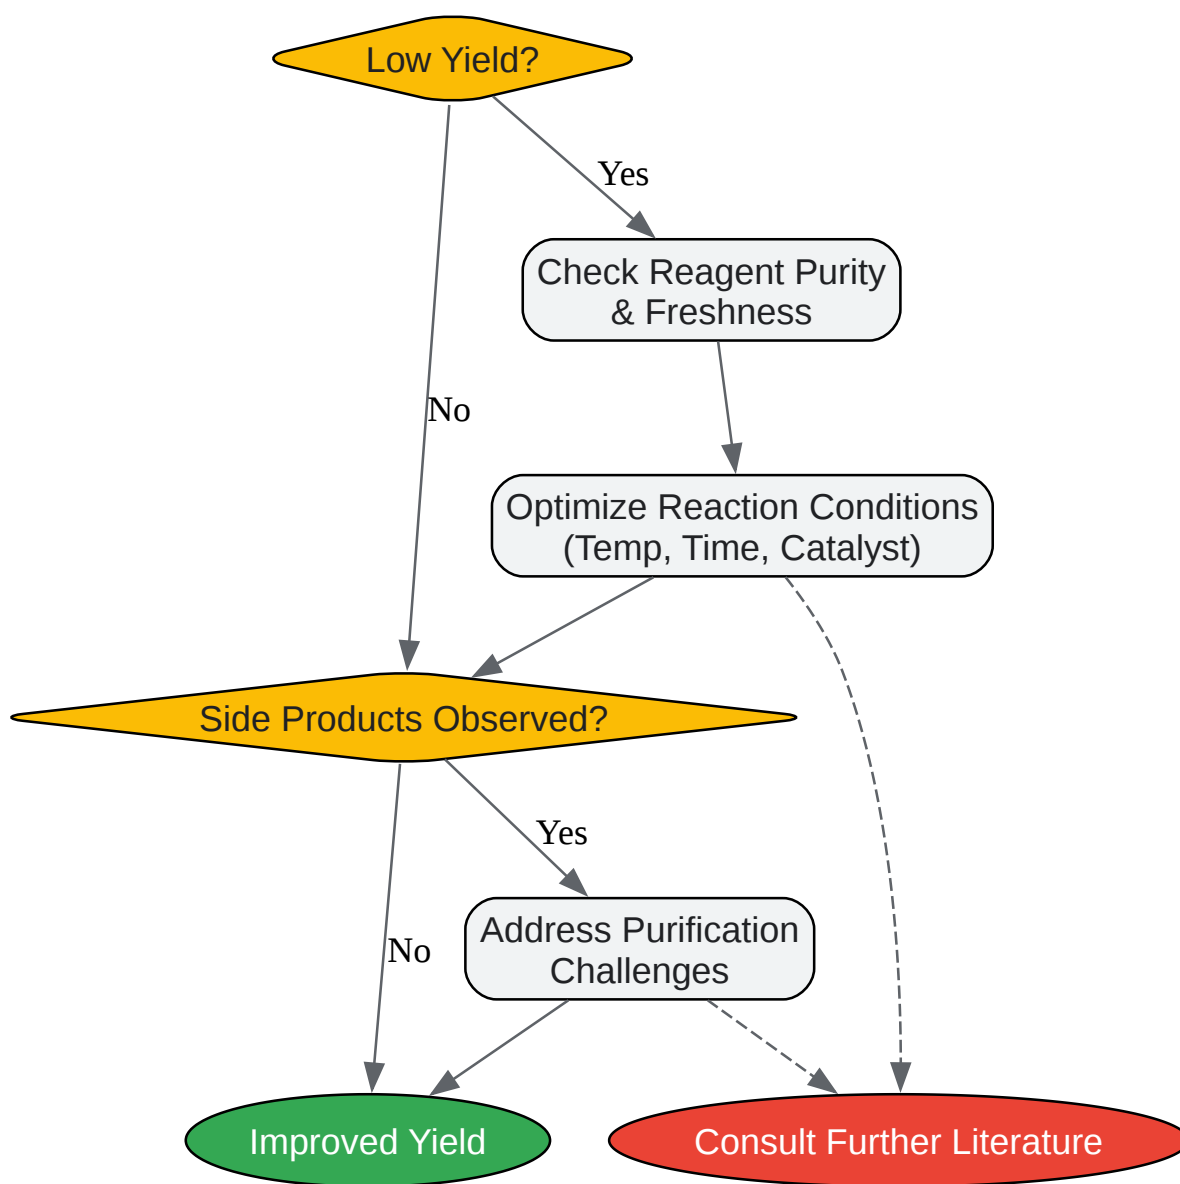 Low Yield?
Yes
Check Reagent Purity
& Freshness
No
Optimize Reaction Conditions
(Temp, Time, Catalyst)
Side Products Observed?
Yes
Address Purification
Challenges
No
Improved Yield
Consult Further Literature